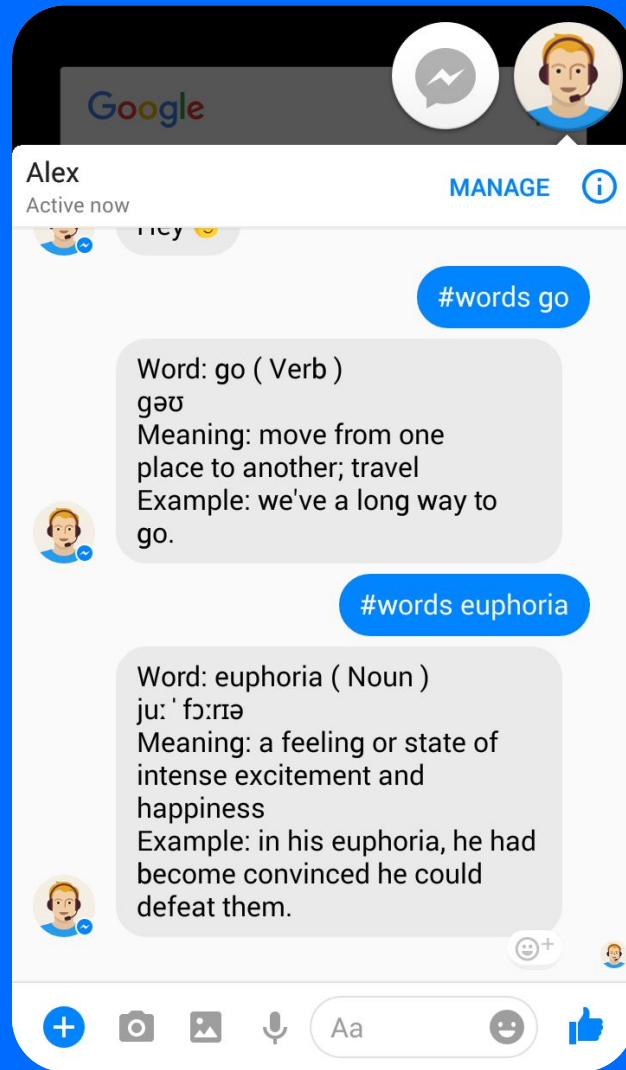 Google
Alex
MANAGE
Active now
Hey
#words go
Word: go ( Verb )
gəʊ
Meaning: move from one
place to another; travel
Example: we've a long way to
go.
#words euphoria
Word: euphoria ( Noun )
juːˈfɔːrɪə
Meaning: a feeling or state of
intense excitement and
happiness
Example: in his euphoria, he had
become convinced he could
defeat them.
Aa